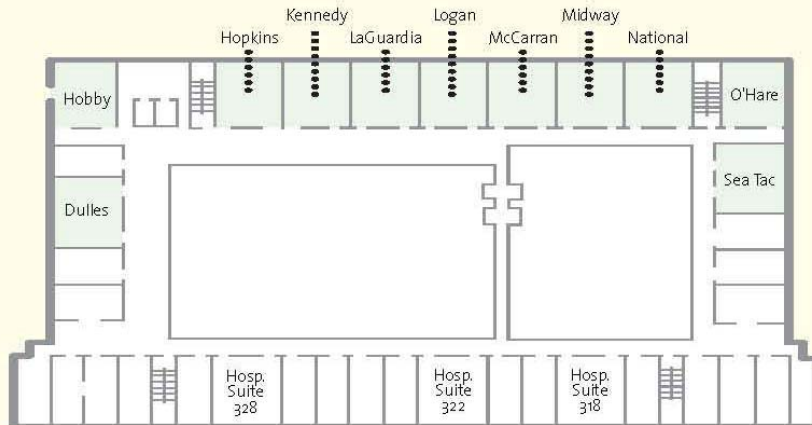 Kennedy
Logan
Midway
Hopkins
LaGuardia
McCarran
National
Hobby
O'Hare
Dulles
Sea Tac
Hosp.
Suite
328
Hosp.
Suite
322
Hosp.
Suite
318